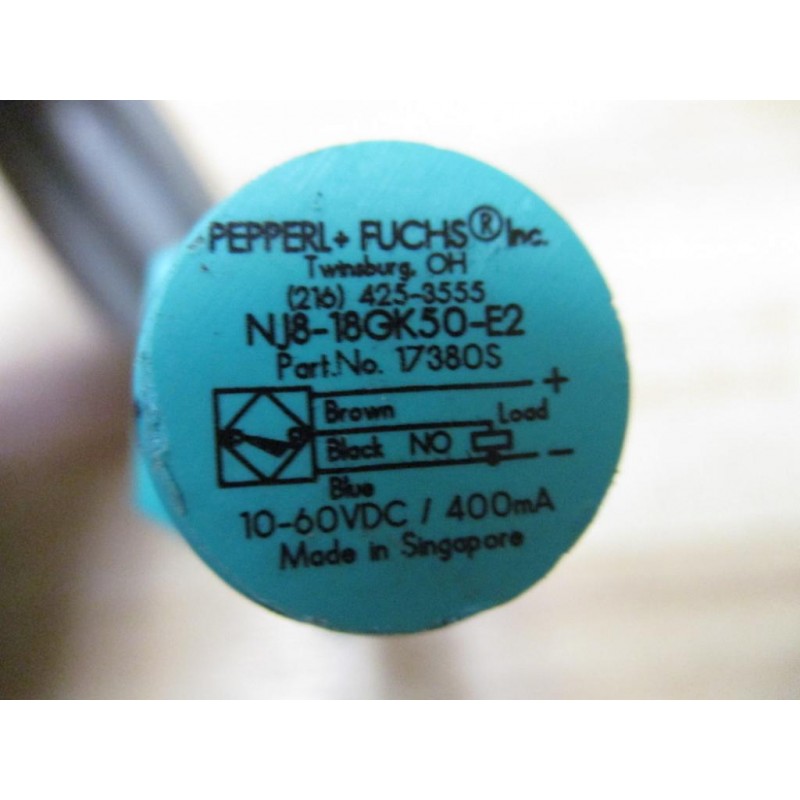 PEPPERL+ FUCHS® Inc.
Twinsburg, OH
(216) 425-3555
NJ8-18GK50-E2
Part.No. 17380S
+
Brown Load
Black NO
-
Blue
10-60VDC / 400mA
Made in Singapore